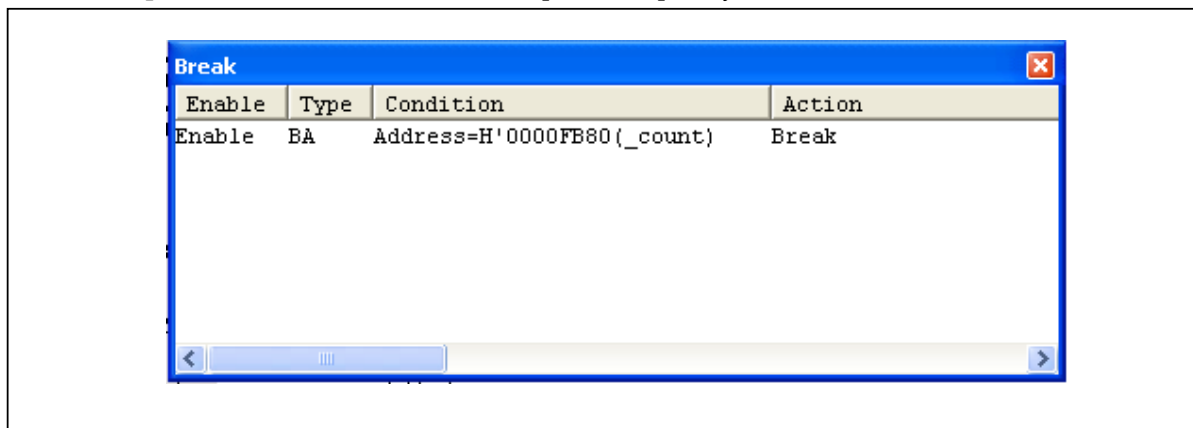 Break
Enable Type Condition Action
Enable BA Address=H'0000FB80(_count) Break